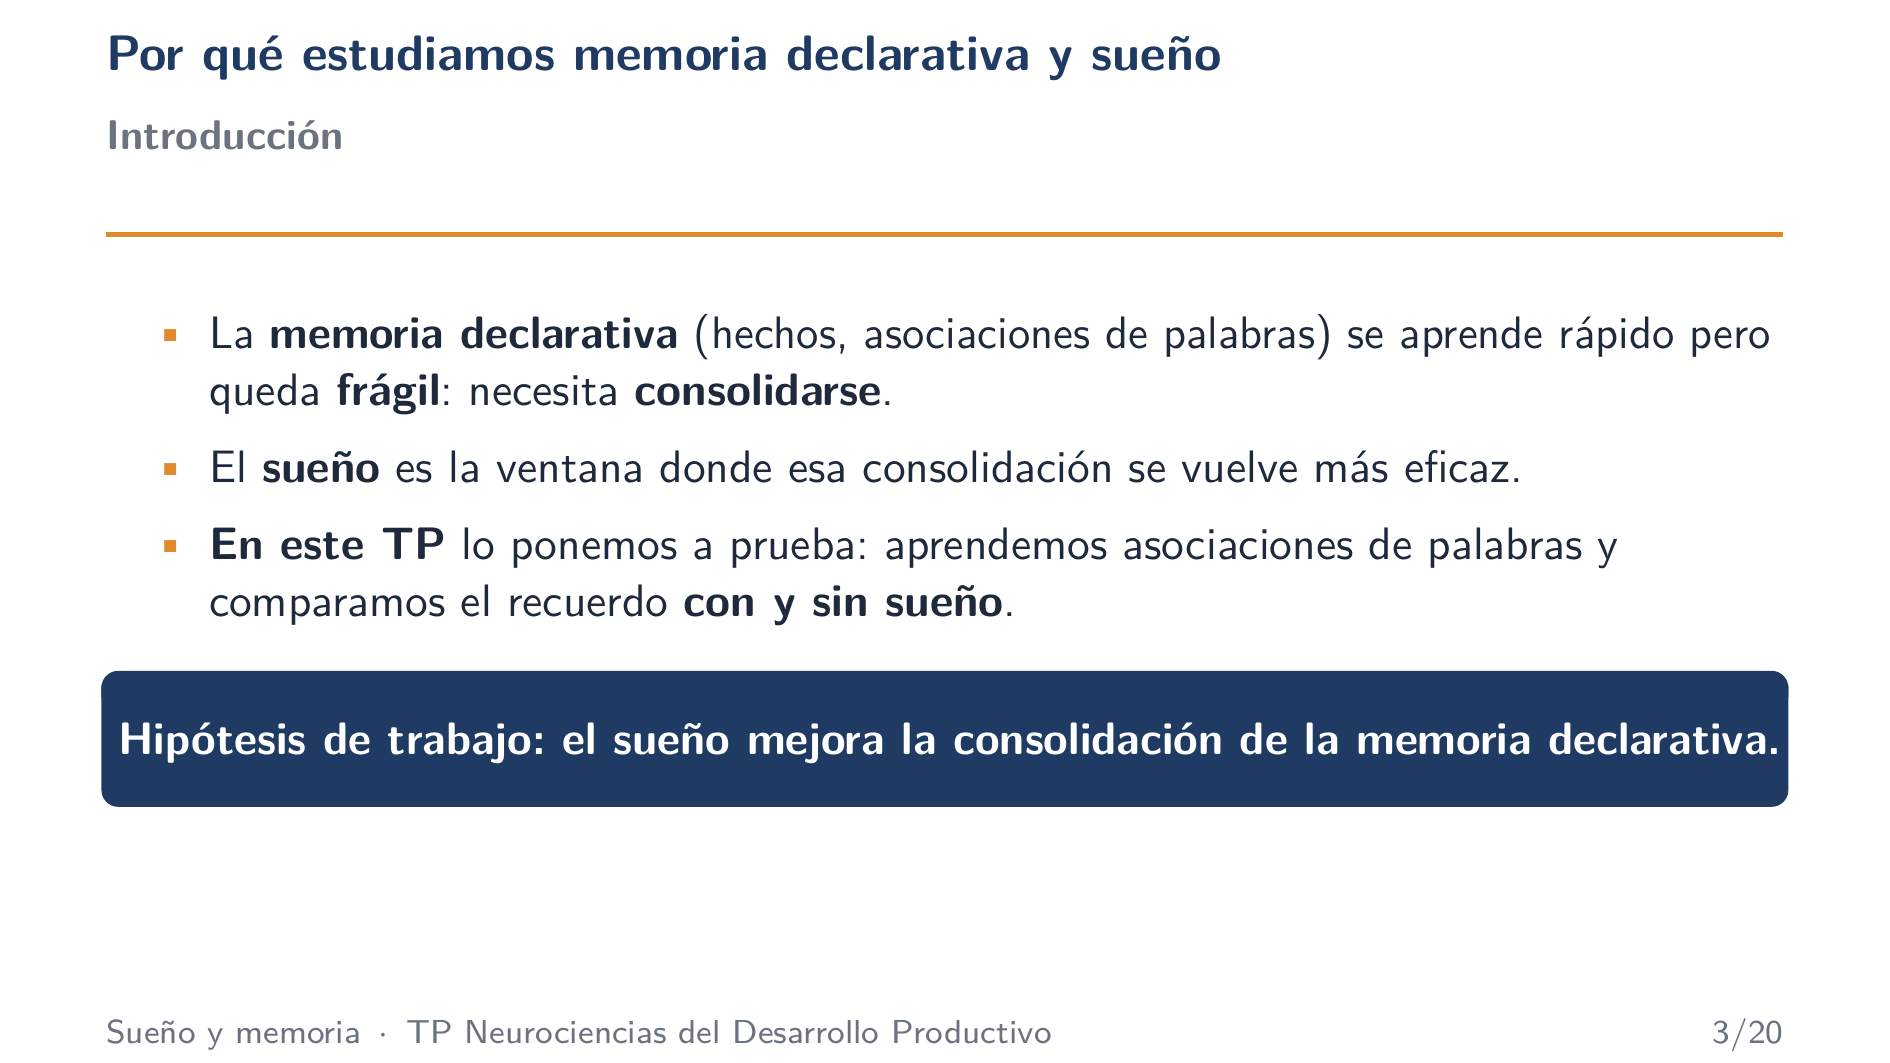 Por qué estudiamos memoria declarativa y sueño
Introducción
La memoria declarativa (hechos, asociaciones de palabras) se aprende rápido pero
queda frágil: necesita consolidarse.
El sueño es la ventana donde esa consolidación se vuelve más eficaz.
En este TP lo ponemos a prueba: aprendemos asociaciones de palabras y
comparamos el recuerdo con y sin sueño.
Hipótesis de trabajo: el sueño mejora la consolidación de la memoria declarativa.
Sueño y memoria · TP Neurociencias del Desarrollo Productivo
3/20